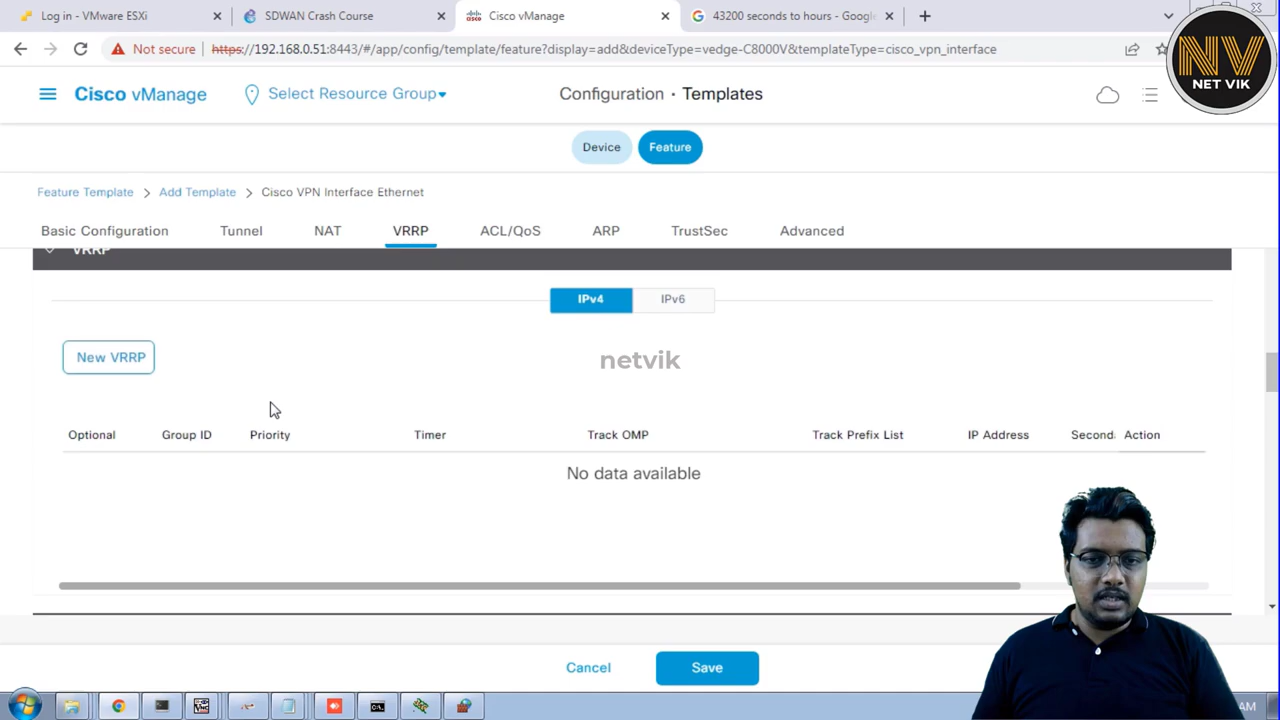 Log in - VMware ESXi
SDWAN Crash Course
Cisco vManage
43200 seconds to hours - Google
Not secure
https://192.168.0.51:8443/#/app/config/template/feature?display=add&deviceType=vedge-C8000V&templateType=cisco_vpn_interface
NV
NET VIK
Cisco vManage
Select Resource Group
Configuration · Templates
Device
Feature
Feature Template > Add Template > Cisco VPN Interface Ethernet
Basic Configuration
Tunnel
NAT
VRRP
ACL/QoS
ARP
TrustSec
Advanced
VRRP
IPv4
IPv6
New VRRP
netvik
Optional
Group ID
Priority
Timer
Track OMP
Track Prefix List
IP Address
Second
Action
No data available
Cancel
Save
AM